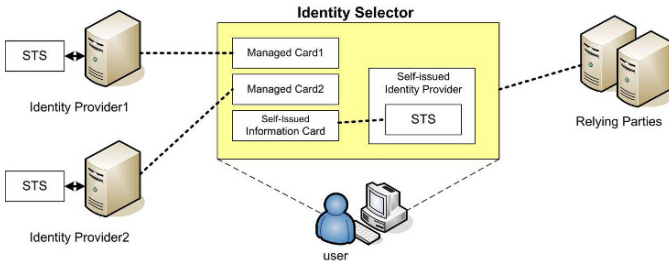 Identity Selector
STS
Identity Provider1
Managed Card1
Managed Card2
Self-Issued
Information Card
Self-issued
Identity Provider
STS
Relying Parties
STS
Identity Provider2
user